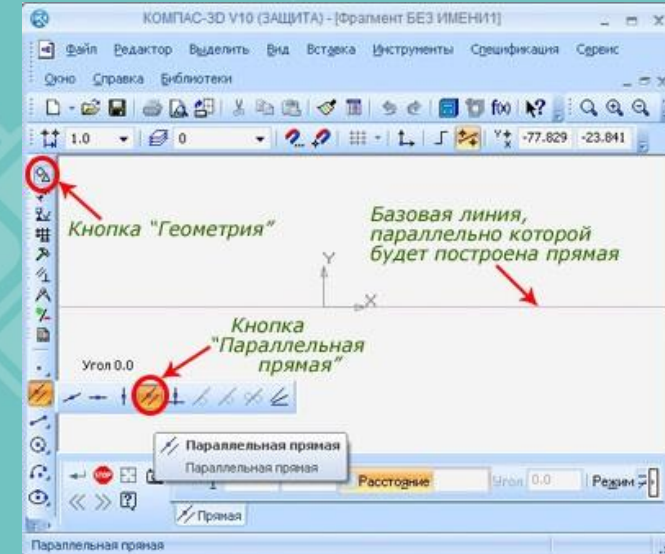 КОМПАС-3D V10 (ЗАЩИТА) - [Фрагмент БЕЗ ИМЕНИ1]
Файл Редактор Выделить Вид Вставка Инструменты Спецификация Сервис
Окно Справка Библиотеки
1.0 0 -77.829 -23.841
Кнопка "Геометрия"
Базовая линия,
параллельно которой
будет построена прямая
Y
X
Кнопка
"Параллельная
прямая"
Угол 0.0
Параллельная прямая
Параллельная прямая
Расстояние Угол 0.0 Режим
Прямая
Параллельная прямая